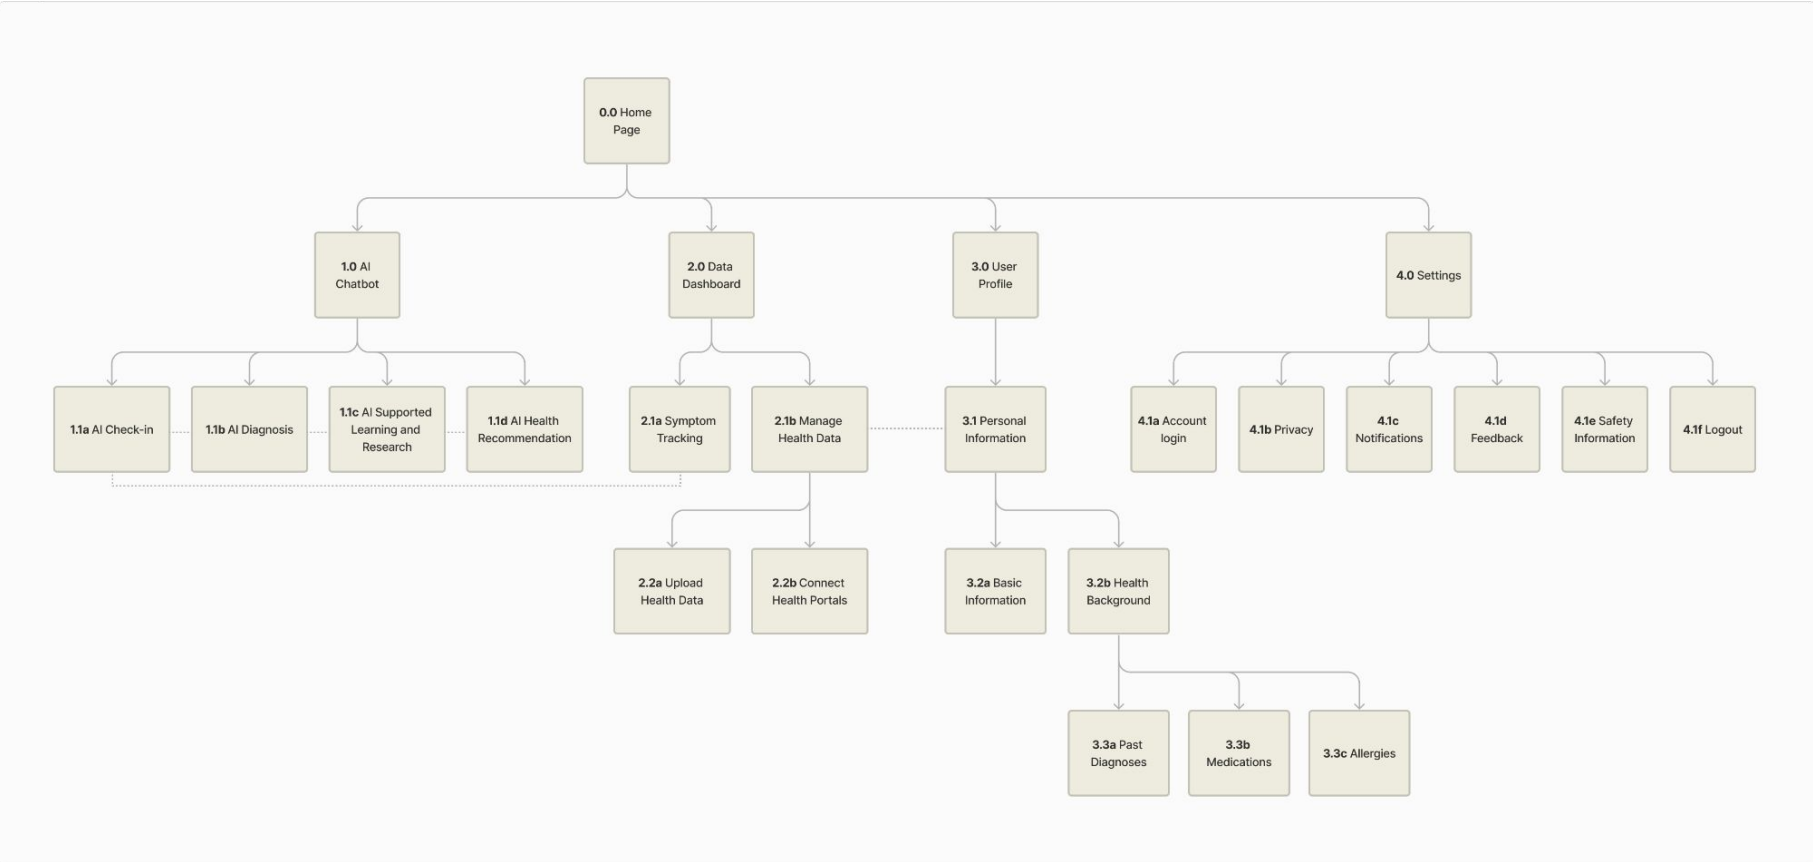 0.0 Home
Page
1.0 AI
Chatbot
2.0 Data
Dashboard
3.0 User
Profile
4.0 Settings
1.1a AI Check-in
1.1b AI Diagnosis
1.1c AI Supported
Learning and
Research
1.1d AI Health
Recommendation
2.1a Symptom
Tracking
2.1b Manage
Health Data
3.1 Personal
Information
4.1a Account
login
4.1b Privacy
4.1c
Notifications
4.1d
Feedback
4.1e Safety
Information
4.1f Logout
2.2a Upload
Health Data
2.2b Connect
Health Portals
3.2a Basic
Information
3.2b Health
Background
3.3a Past
Diagnoses
3.3b
Medications
3.3c Allergies